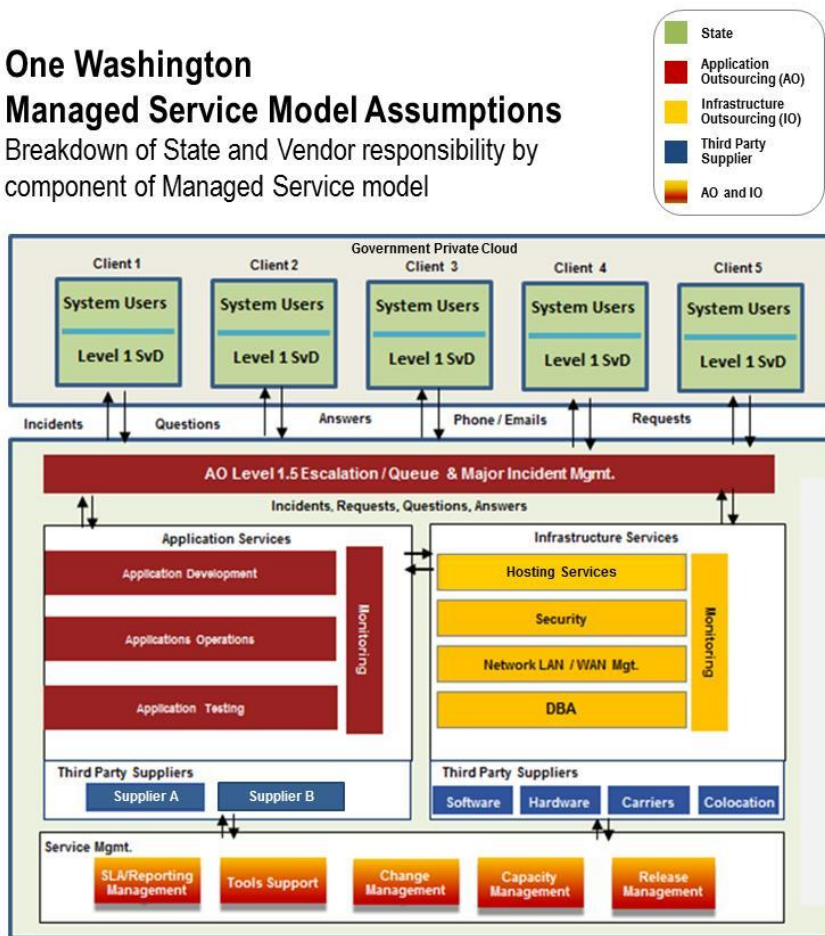 One Washington
Managed Service Model Assumptions
Breakdown of State and Vendor responsibility by
component of Managed Service model
State
Application
Outsourcing (AO)
Infrastructure
Outsourcing (IO)
Third Party
Supplier
AO and IO
Government Private Cloud
Client 1
Client 2
Client 3
Client 4
Client 5
System Users
Level 1 SvD
System Users
Level 1 SvD
System Users
Level 1 SvD
System Users
Level 1 SvD
System Users
Level 1 SvD
Incidents
Questions
Answers
Phone / Emails
Requests
AO Level 1.5 Escalation / Queue & Major Incident Mgmt.
Incidents, Requests, Questions, Answers
Application Services
Application Development
Applications Operations
Application Testing
Monitoring
Infrastructure Services
Hosting Services
Security
Network LAN / WAN Mgt.
DBA
Monitoring
Third Party Suppliers
Supplier A
Supplier B
Third Party Suppliers
Software
Hardware
Carriers
Colocation
Service Mgmt.
SLA/Reporting
Management
Tools Support
Change
Management
Capacity
Management
Release
Management